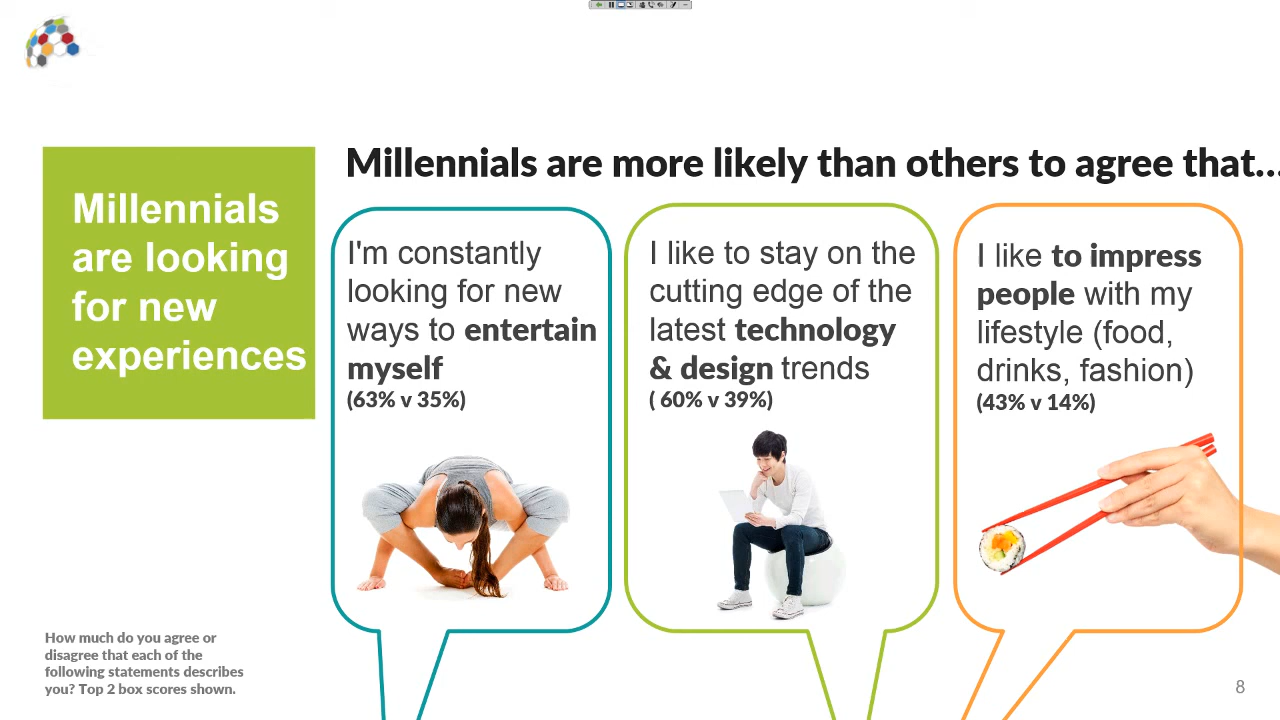 Millennials
are looking
for new
experiences
Millennials are more likely than others to agree that...
I'm constantly
looking for new
ways to entertain
myself
(63% v 35%)
I like to stay on the
cutting edge of the
latest technology
& design trends
( 60% v 39%)
I like to impress
people with my
lifestyle (food,
drinks, fashion)
(43% v 14%)
How much do you agree or
disagree that each of the
following statements describes
you? Top 2 box scores shown.
8